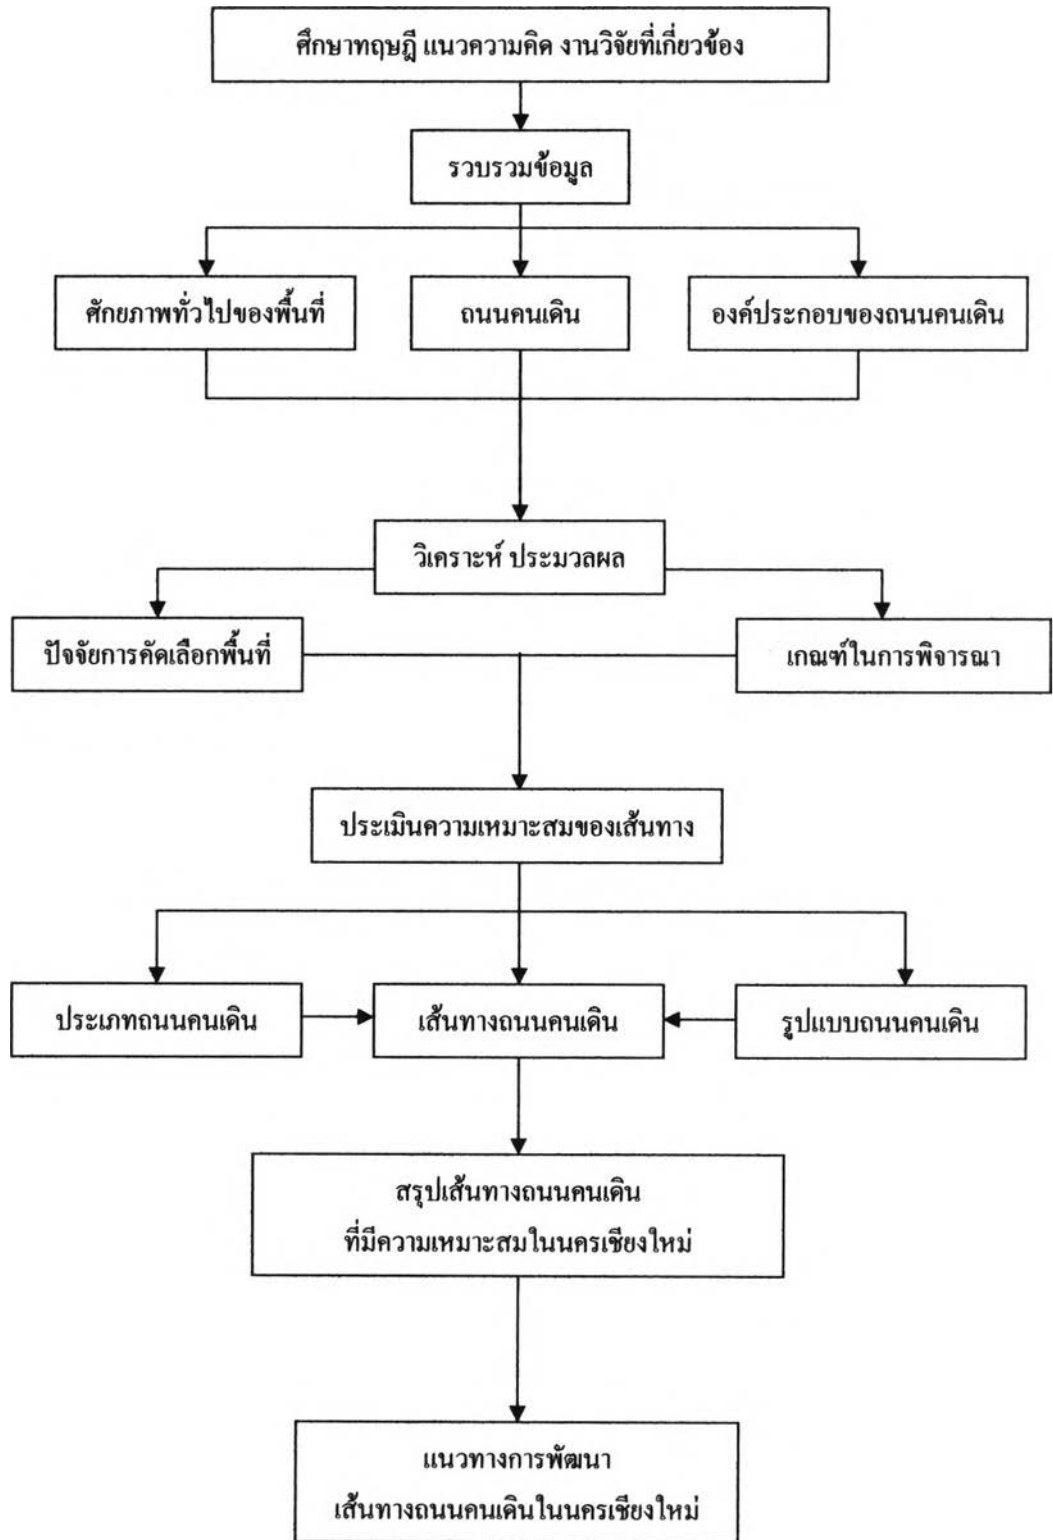 ศึกษาทฤษฎี แนวความคิด งานวิจัยที่เกี่ยวข้อง
รวบรวมข้อมูล
ศักยภาพทั่วไปของพื้นที่
ถนนคนเดิน
องค์ประกอบของถนนคนเดิน
วิเคราะห์ ประมวลผล
ปัจจัยการคัดเลือกพื้นที่
เกณฑ์ในการพิจารณา
ประเมินความเหมาะสมของเส้นทาง
ประเภทถนนคนเดิน
เส้นทางถนนคนเดิน
รูปแบบถนนคนเดิน
สรุปเส้นทางถนนคนเดิน
ที่มีความเหมาะสมในนครเชียงใหม่
แนวทางการพัฒนา
เส้นทางถนนคนเดินในนครเชียงใหม่